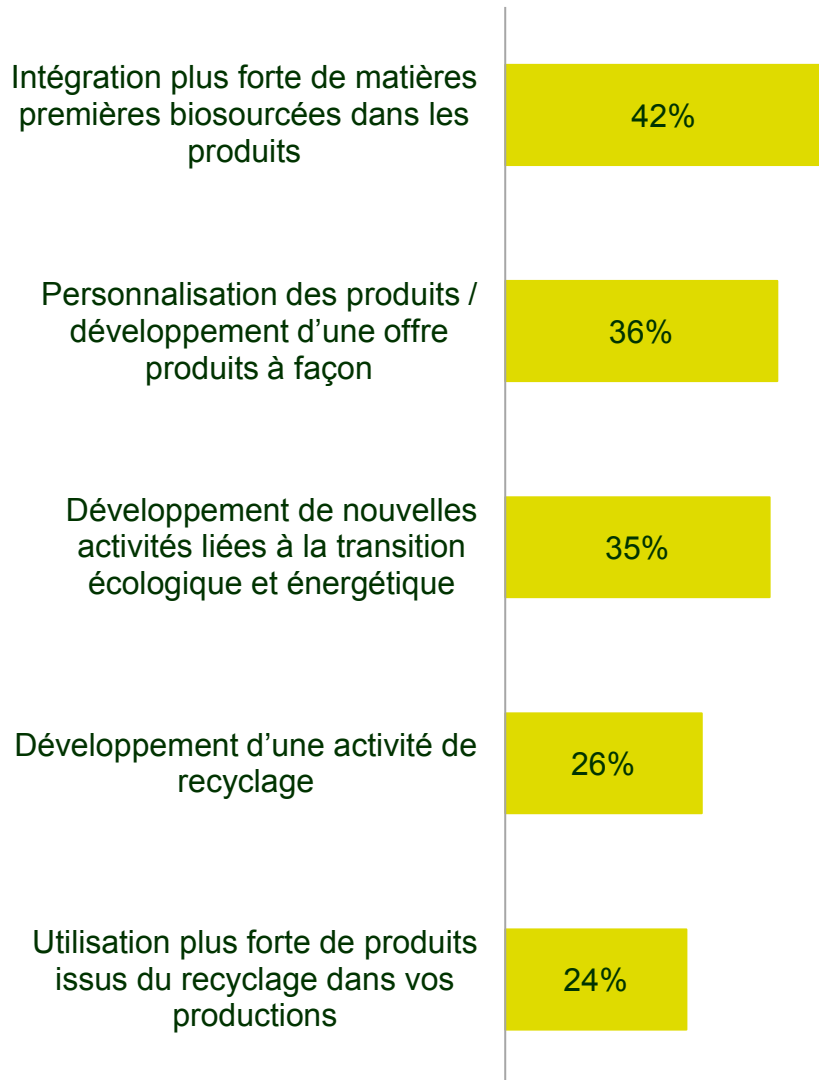 Intégration plus forte de matières
premières biosourcées dans les
produits
42%
Personnalisation des produits /
développement d’une offre
produits à façon
36%
Développement de nouvelles
activités liées à la transition
écologique et énergétique
35%
Développement d’une activité de
recyclage
26%
Utilisation plus forte de produits
issus du recyclage dans vos
productions
24%